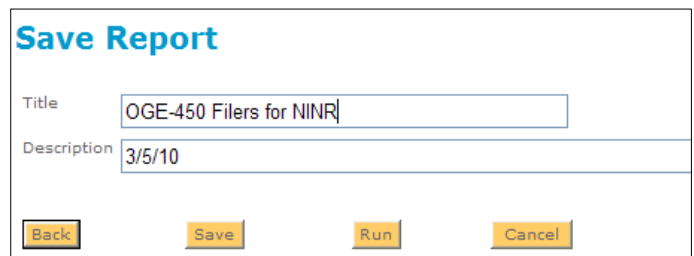 Save Report
Title OGE-450 Filers for NINR
Description 3/5/10
Back Save Run Cancel